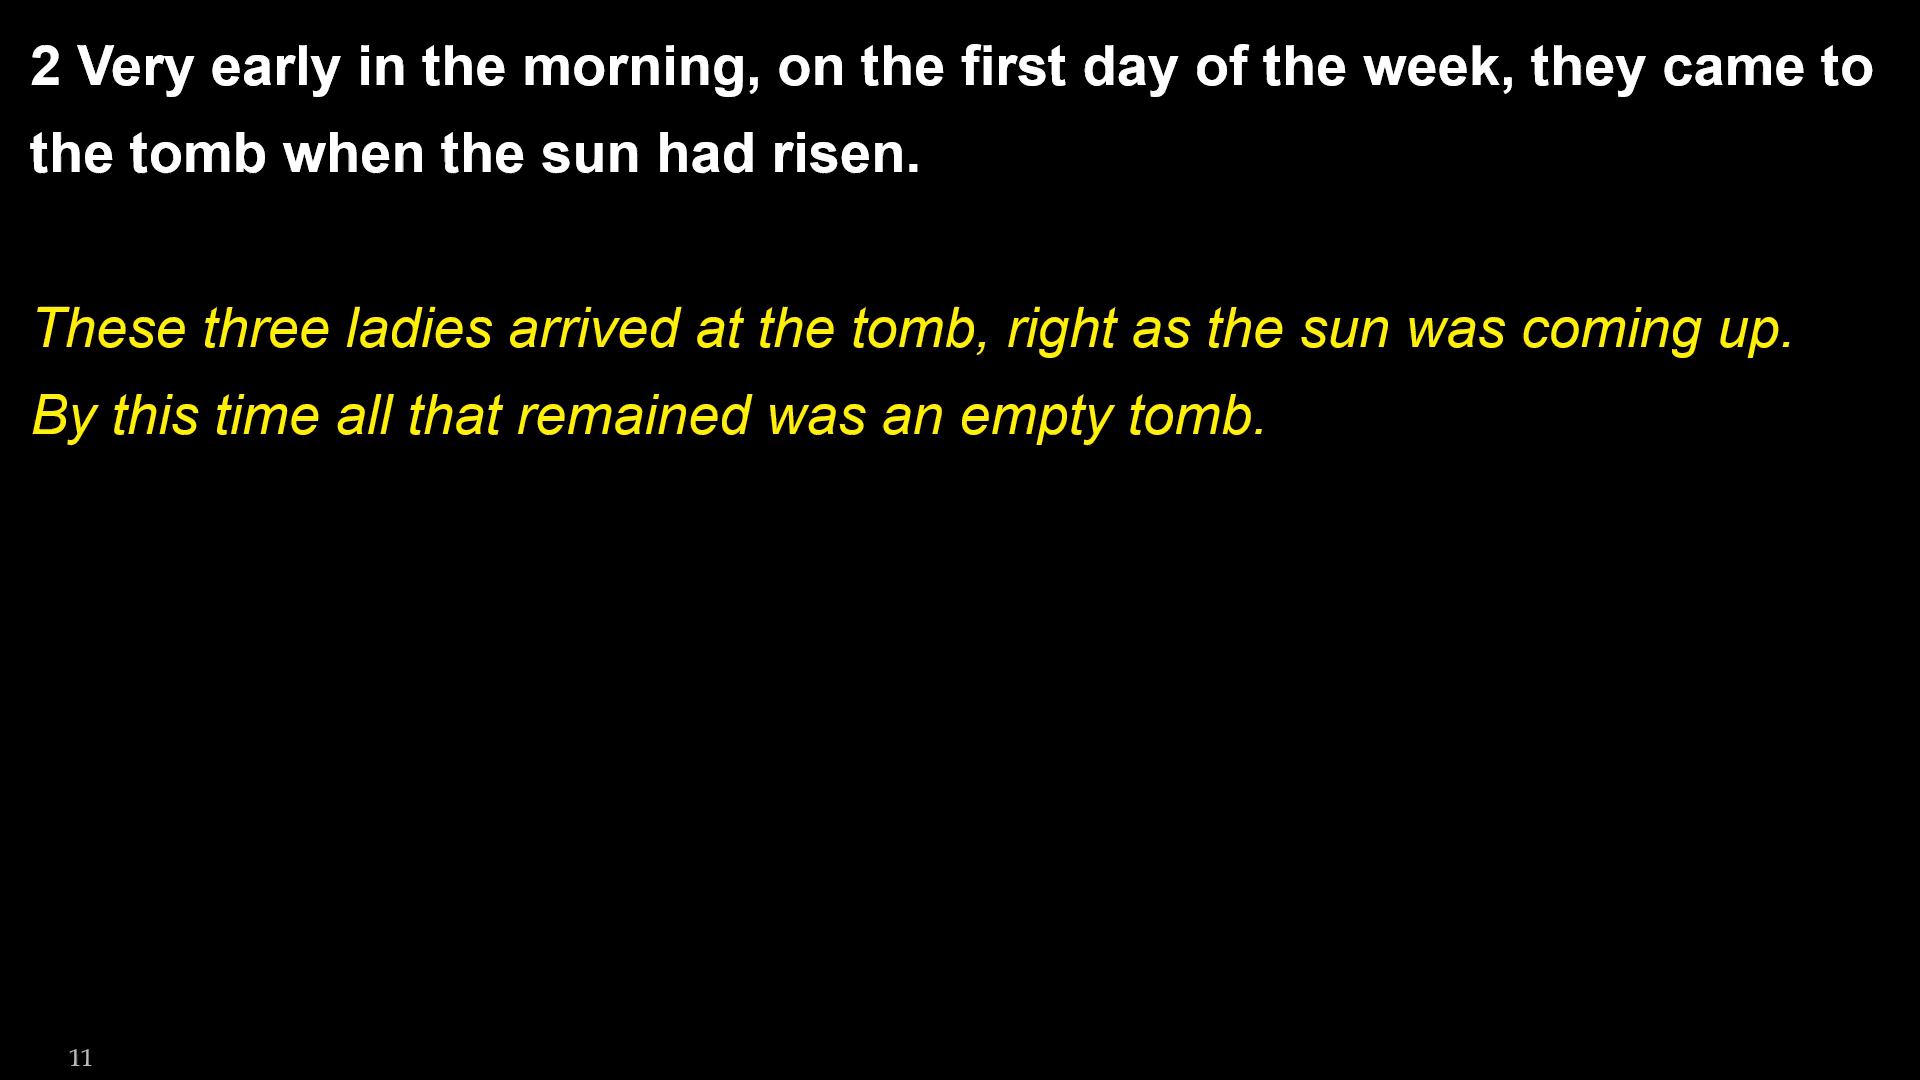 2 Very early in the morning, on the first day of the week, they came to
the tomb when the sun had risen.
These three ladies arrived at the tomb, right as the sun was coming up.
By this time all that remained was an empty tomb.
11